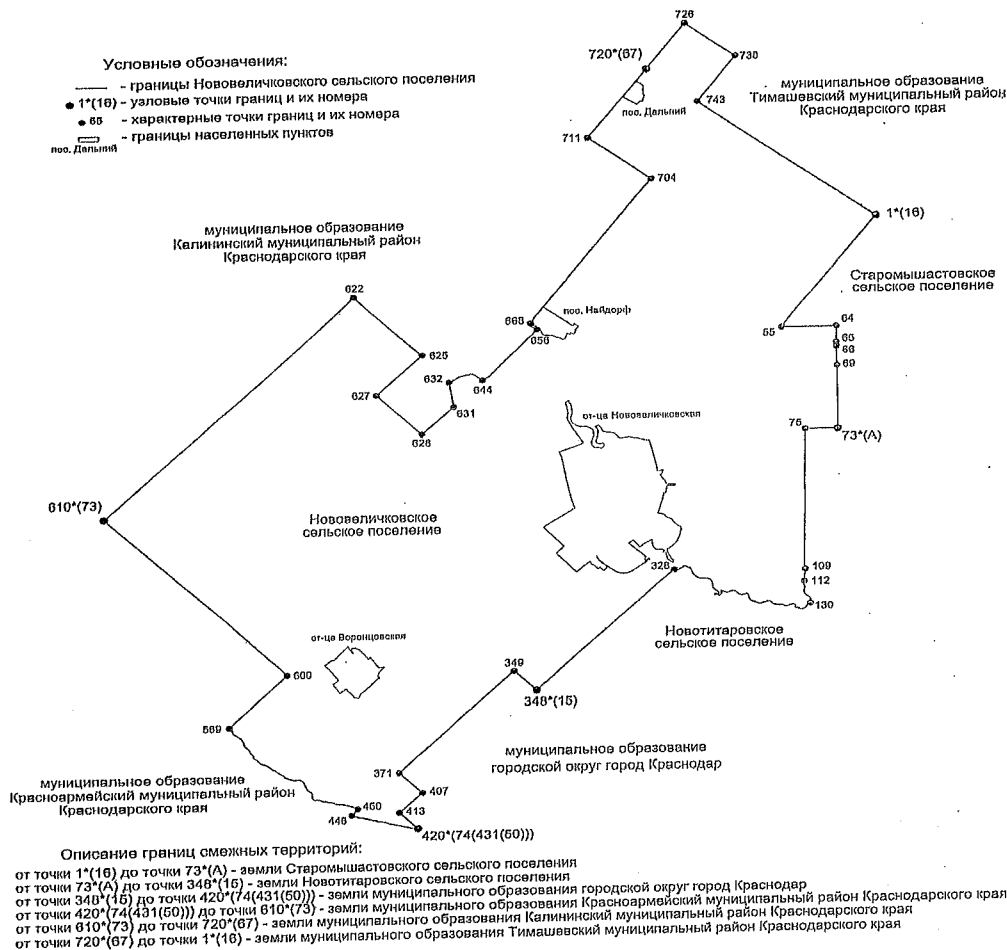 Условные обозначения:
- границы Нововеличковского сельского поселения
1*(16) - узловые точки границ и их номера
65 - характерные точки границ и их номера
- границы населенных пунктов
пос. Дальний
726
730
720*(67)
743
пос. Дальний
711
704
муниципальное образование
Тимашевский муниципальный район
Краснодарского края
1*(16)
муниципальное образование
Калининский муниципальный район
Краснодарского края
Старомышастовское
сельское поселение
622
665
656
пос. Найдорф
55
64
65
66
69
625
632
644
627
631
628
ст-ца Нововеличковская
75
73*(А)
610*(73)
Нововеличковское
сельское поселение
328
109
112
130
Новотитаровское
сельское поселение
ст-ца Воронцовская
600
349
348*(15)
569
муниципальное образование
городской округ город Краснодар
371
407
муниципальное образование
Красноармейский муниципальный район
Краснодарского края
450
446
413
420*(74(431(50)))
Описание границ смежных территорий:
от точки 1*(16) до точки 73*(А) - земли Старомышастовского сельского поселения
от точки 73*(А) до точки 348*(15) - земли Новотитаровского сельского поселения
от точки 348*(15) до точки 420*(74(431(50))) - земли муниципального образования городской округ город Краснодар
от точки 420*(74(431(50))) до точки 610*(73) - земли муниципального образования Красноармейский муниципальный район Краснодарского края
от точки 610*(73) до точки 720*(67) - земли муниципального образования Калининский муниципальный район Краснодарского края
от точки 720*(67) до точки 1*(16) - земли муниципального образования Тимашевский муниципальный район Краснодарского края